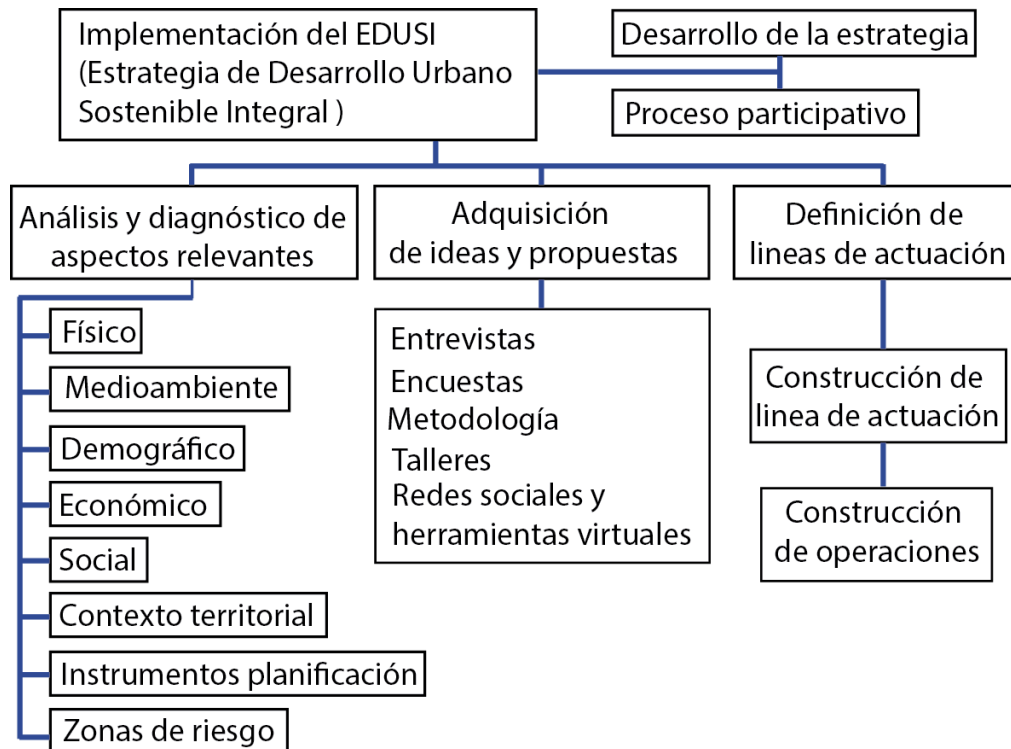 Implementación del EDUSI
(Estrategia de Desarrollo Urbano
Sostenible Integral )
Desarrollo de la estrategia
Proceso participativo
Análisis y diagnóstico de
aspectos relevantes
Físico
Medioambiente
Demográfico
Económico
Social
Contexto territorial
Instrumentos planificación
Zonas de riesgo
Adquisición
de ideas y propuestas
Entrevistas
Encuestas
Metodología
Talleres
Redes sociales y
herramientas virtuales
Definición de
lineas de actuación
Construcción de
linea de actuación
Construcción
de operaciones